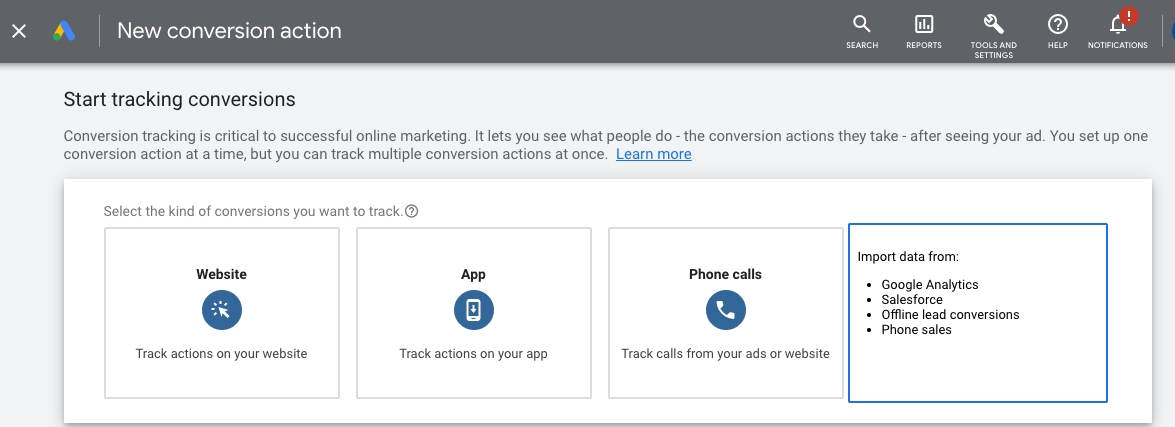 New conversion action
SEARCH
REPORTS
TOOLS AND
SETTINGS
HELP
!
NOTIFICATIONS
Start tracking conversions
Conversion tracking is critical to successful online marketing. It lets you see what people do - the conversion actions they take - after seeing your ad. You set up one
conversion action at a time, but you can track multiple conversion actions at once. Learn more
Select the kind of conversions you want to track.
Website
Track actions on your website
App
Track actions on your app
Phone calls
Track calls from your ads or website
Import data from:
• Google Analytics
• Salesforce
• Offline lead conversions
• Phone sales